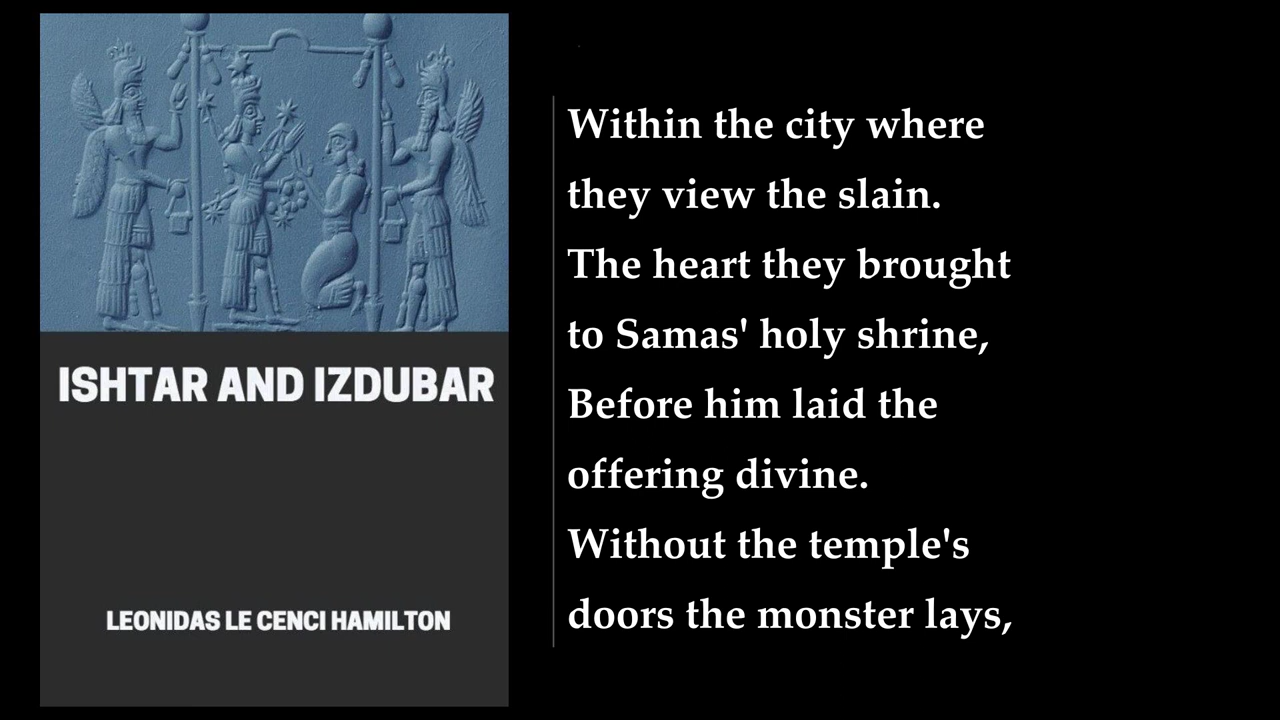 ISHTAR AND IZDUBAR
LEONIDAS LE CENCI HAMILTON
Within the city where
they view the slain.
The heart they brought
to Samas' holy shrine,
Before him laid the
offering divine.
Without the temple's
doors the monster lays,